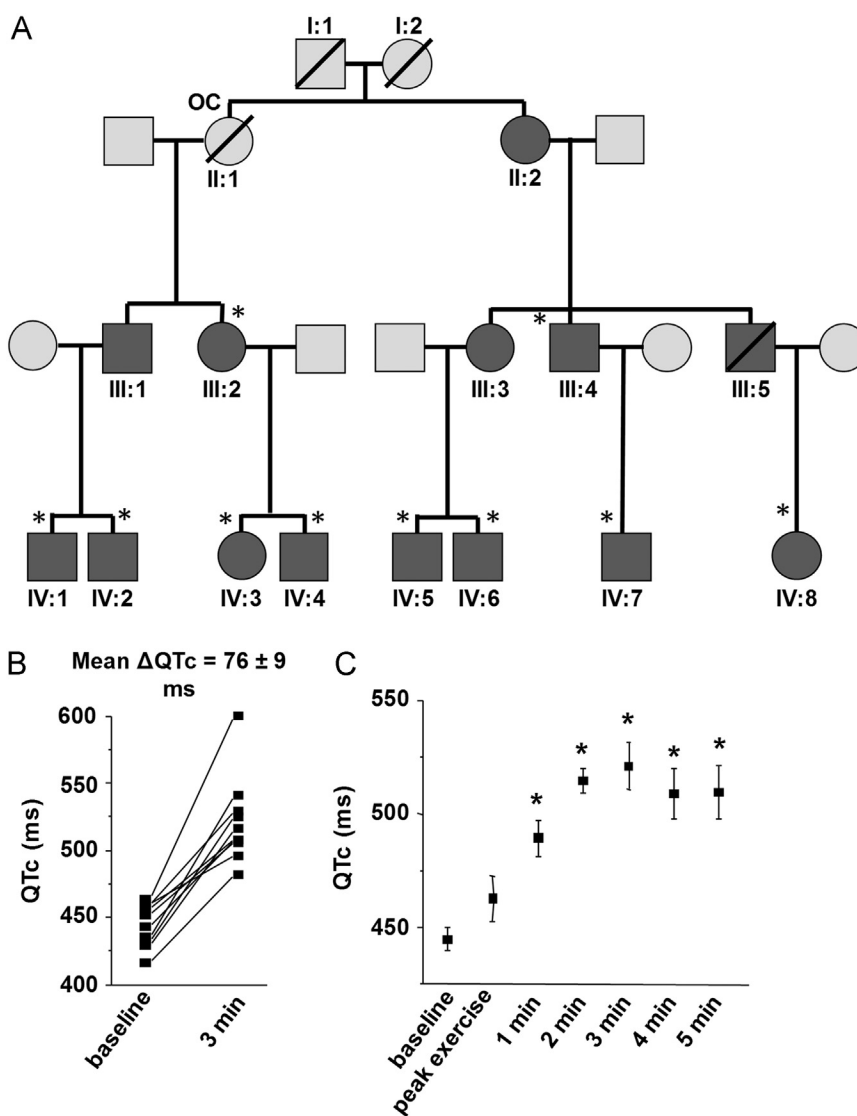 A
I:1 I:2
OC
II:1 II:2
* *
III:1 III:2 III:3 III:4 III:5
* * * * * * * *
IV:1 IV:2 IV:3 IV:4 IV:5 IV:6 IV:7 IV:8
B
Mean ΔQTc = 76 ± 9
ms
600
550
500
450
400
QTc (ms)
baseline
3 min
C
550
500
450
QTc (ms)
* * * * *
baseline
peak exercise
1 min
2 min
3 min
4 min
5 min